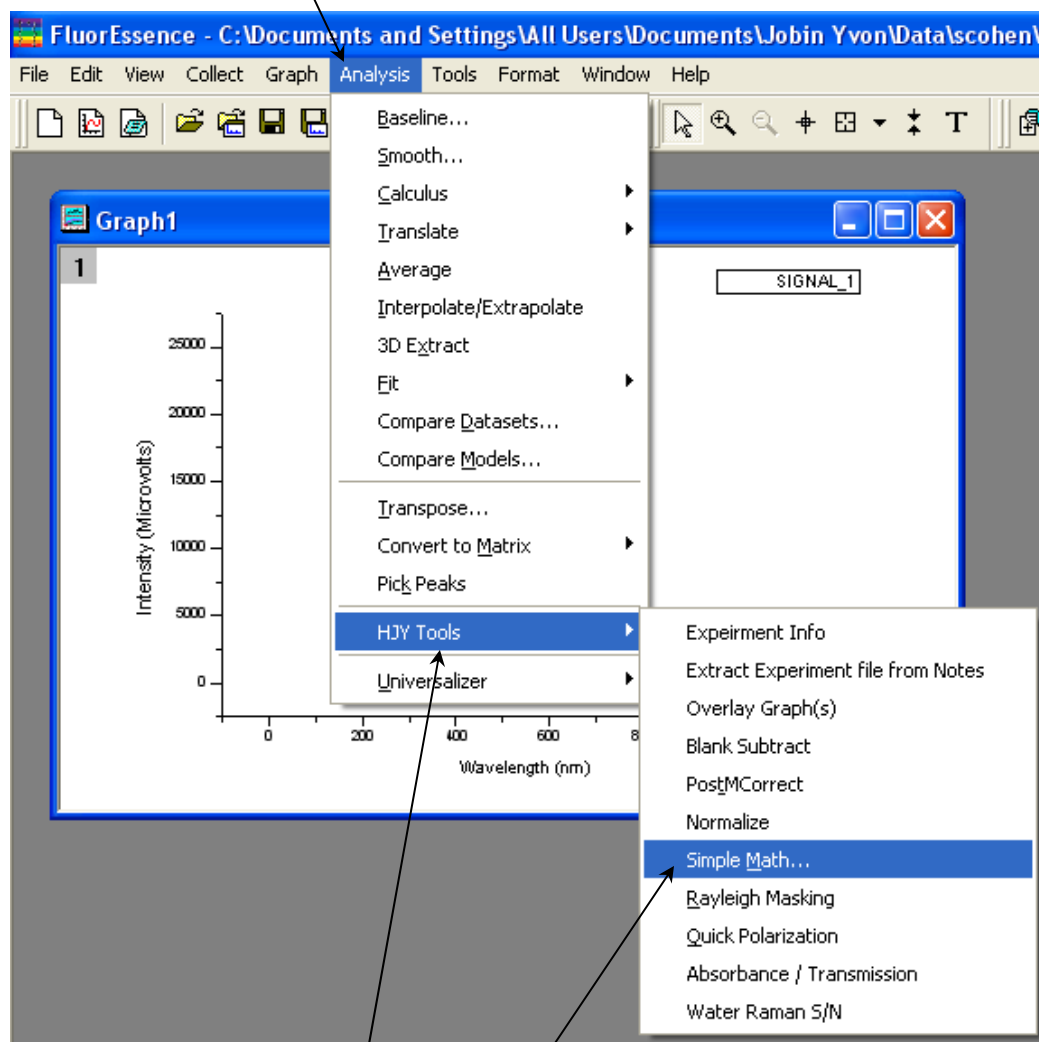 FluorEssence - C:\Documents and Settings\All Users\Documents\Jobin Yvon\Data\scohen\
File Edit View Collect Graph Analysis Tools Format Window Help
T
Graph1
1
SIGNAL_1
25000
20000
15000
10000
5000
0
Intensity (Microvolts)
0 200 400 600 8
Wavelength (nm)
Baseline...
Smooth...
Calculus
Translate
Average
Interpolate/Extrapolate
3D Extract
Fit
Compare Datasets...
Compare Models...
Transpose...
Convert to Matrix
Pick Peaks
HJY Tools
Universalizer
Expeirment Info
Extract Experiment file from Notes
Overlay Graph(s)
Blank Subtract
PostMCorrect
Normalize
Simple Math...
Rayleigh Masking
Quick Polarization
Absorbance / Transmission
Water Raman S/N